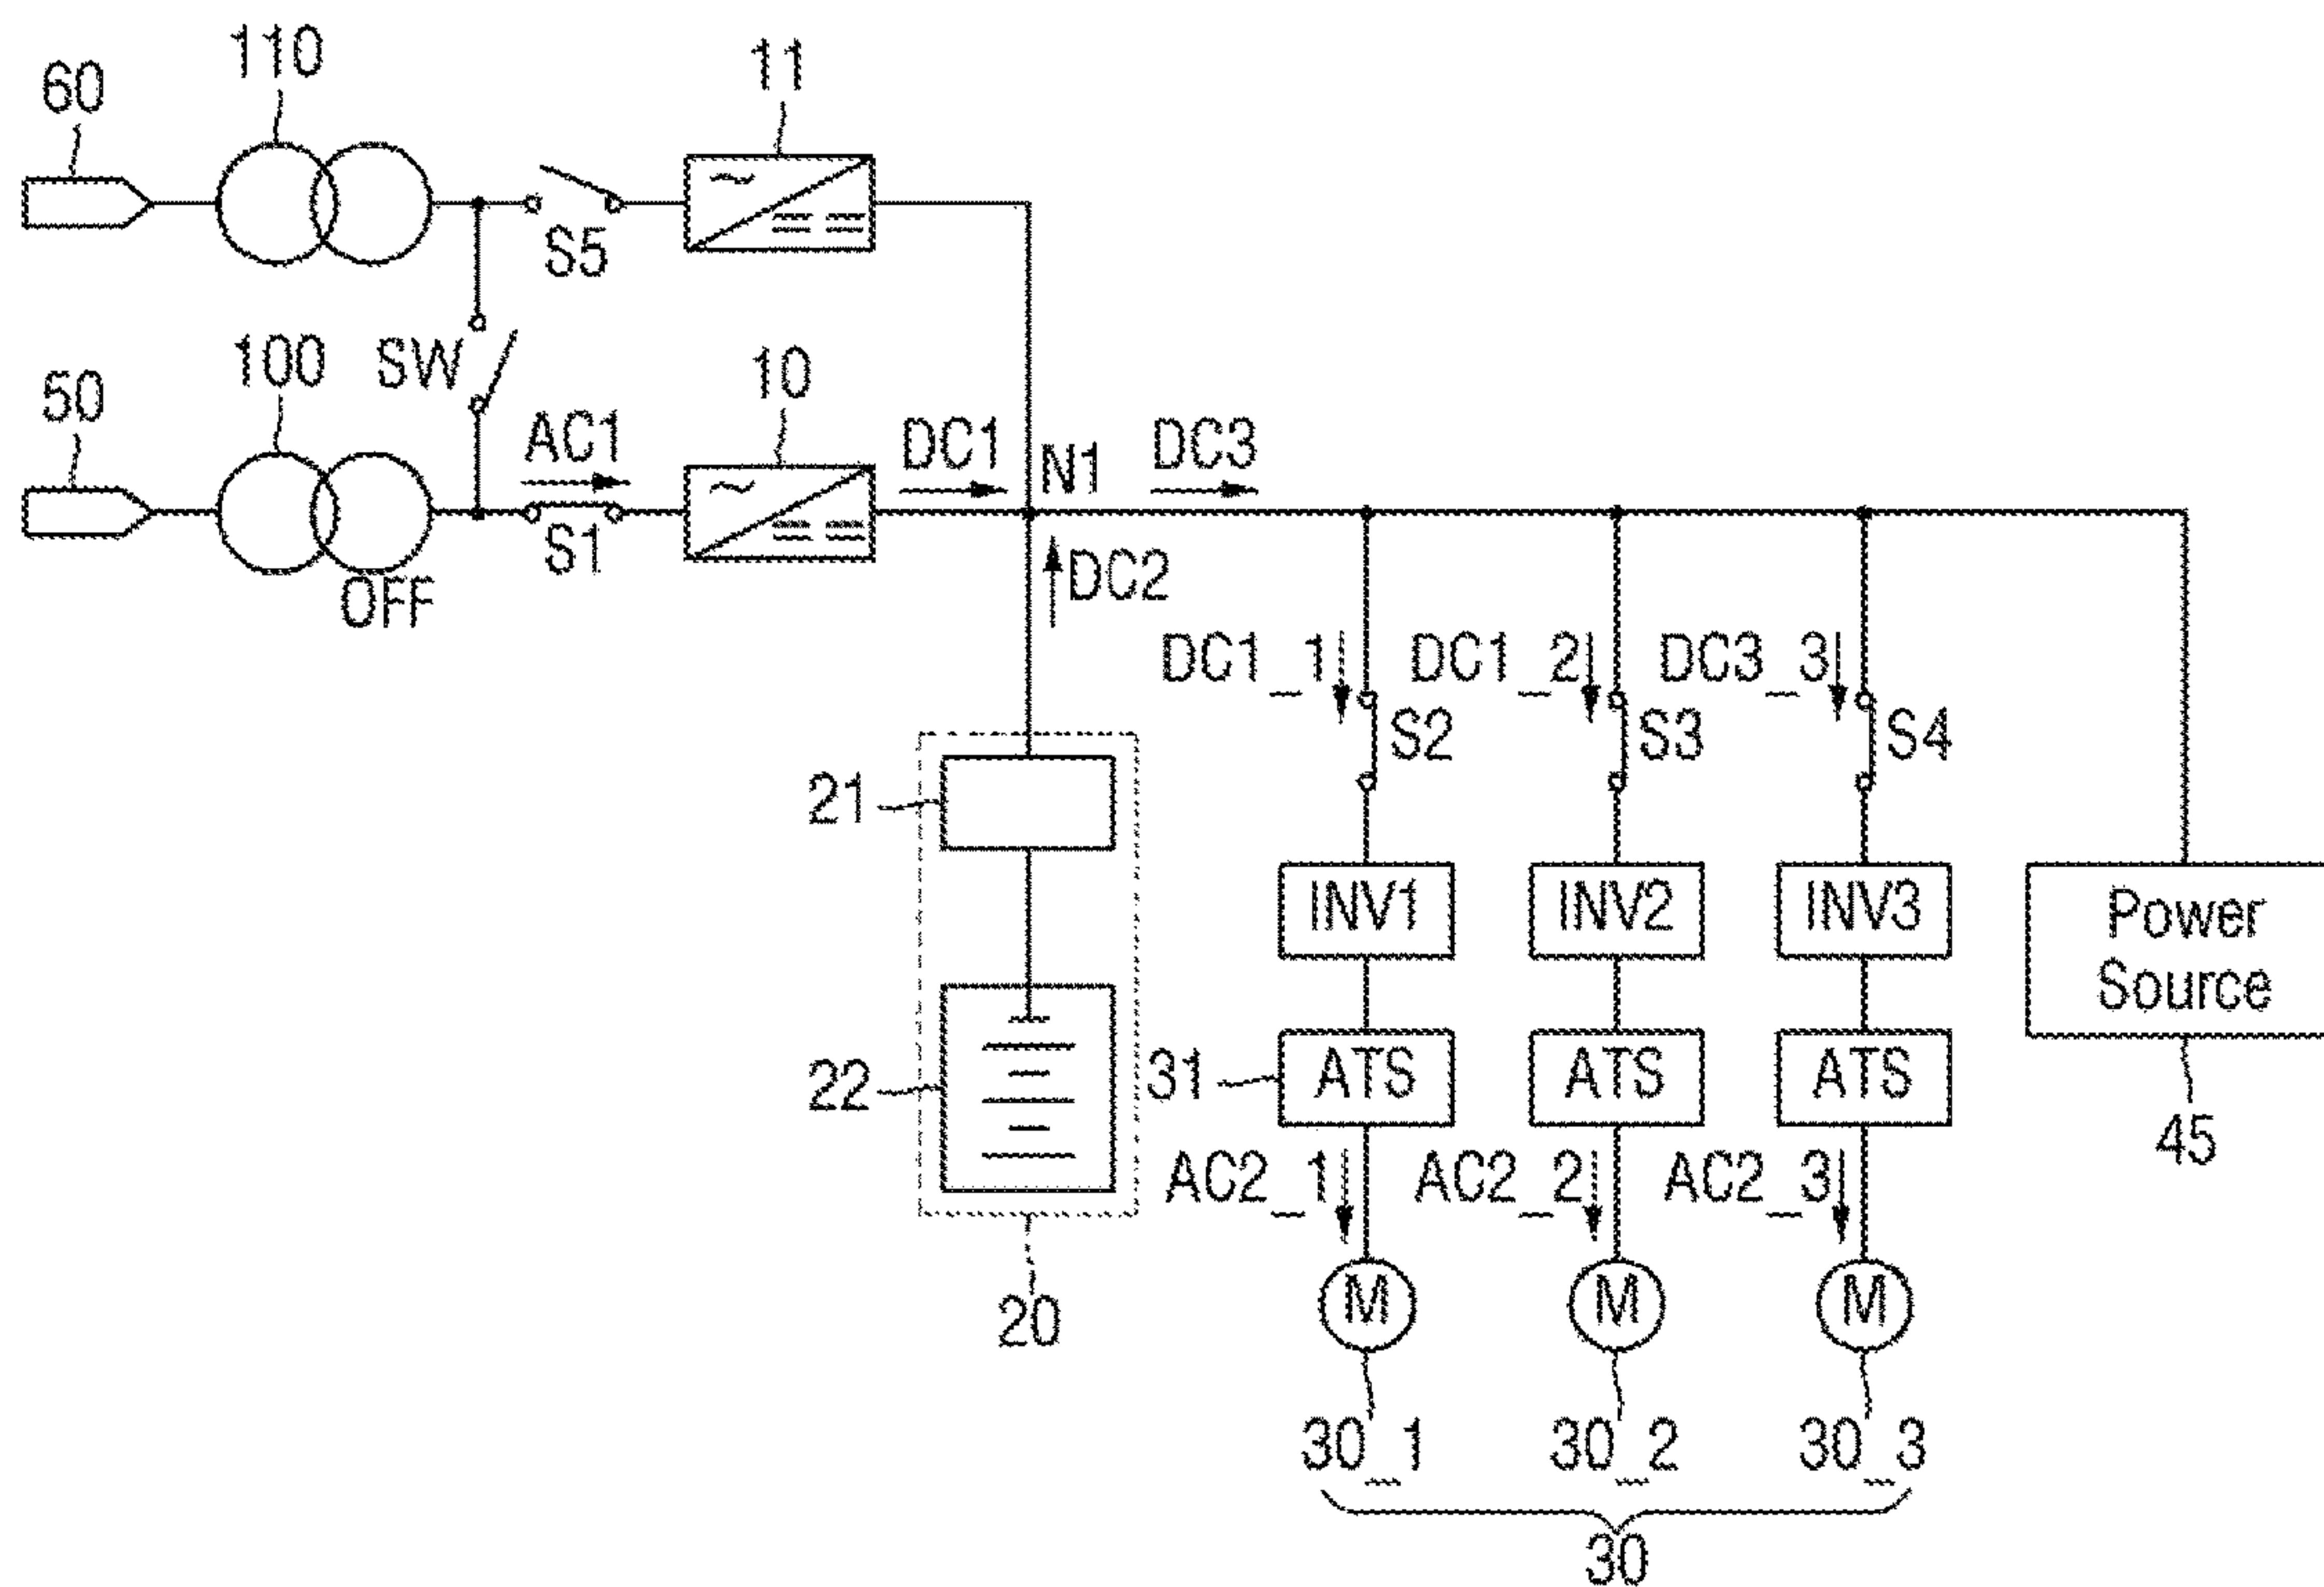 110
11
60
S5
100
SW
10
50
AC1
DC1
N1
DC3
S1
OFF
DC2
DC1_1
DC1_2
DC3_3
S2
S3
S4
21
INV1
INV2
INV3
Power
Source
22
31
ATS
ATS
ATS
45
AC2_1
AC2_2
AC2_3
20
M
M
M
30_1
30_2
30_3
30